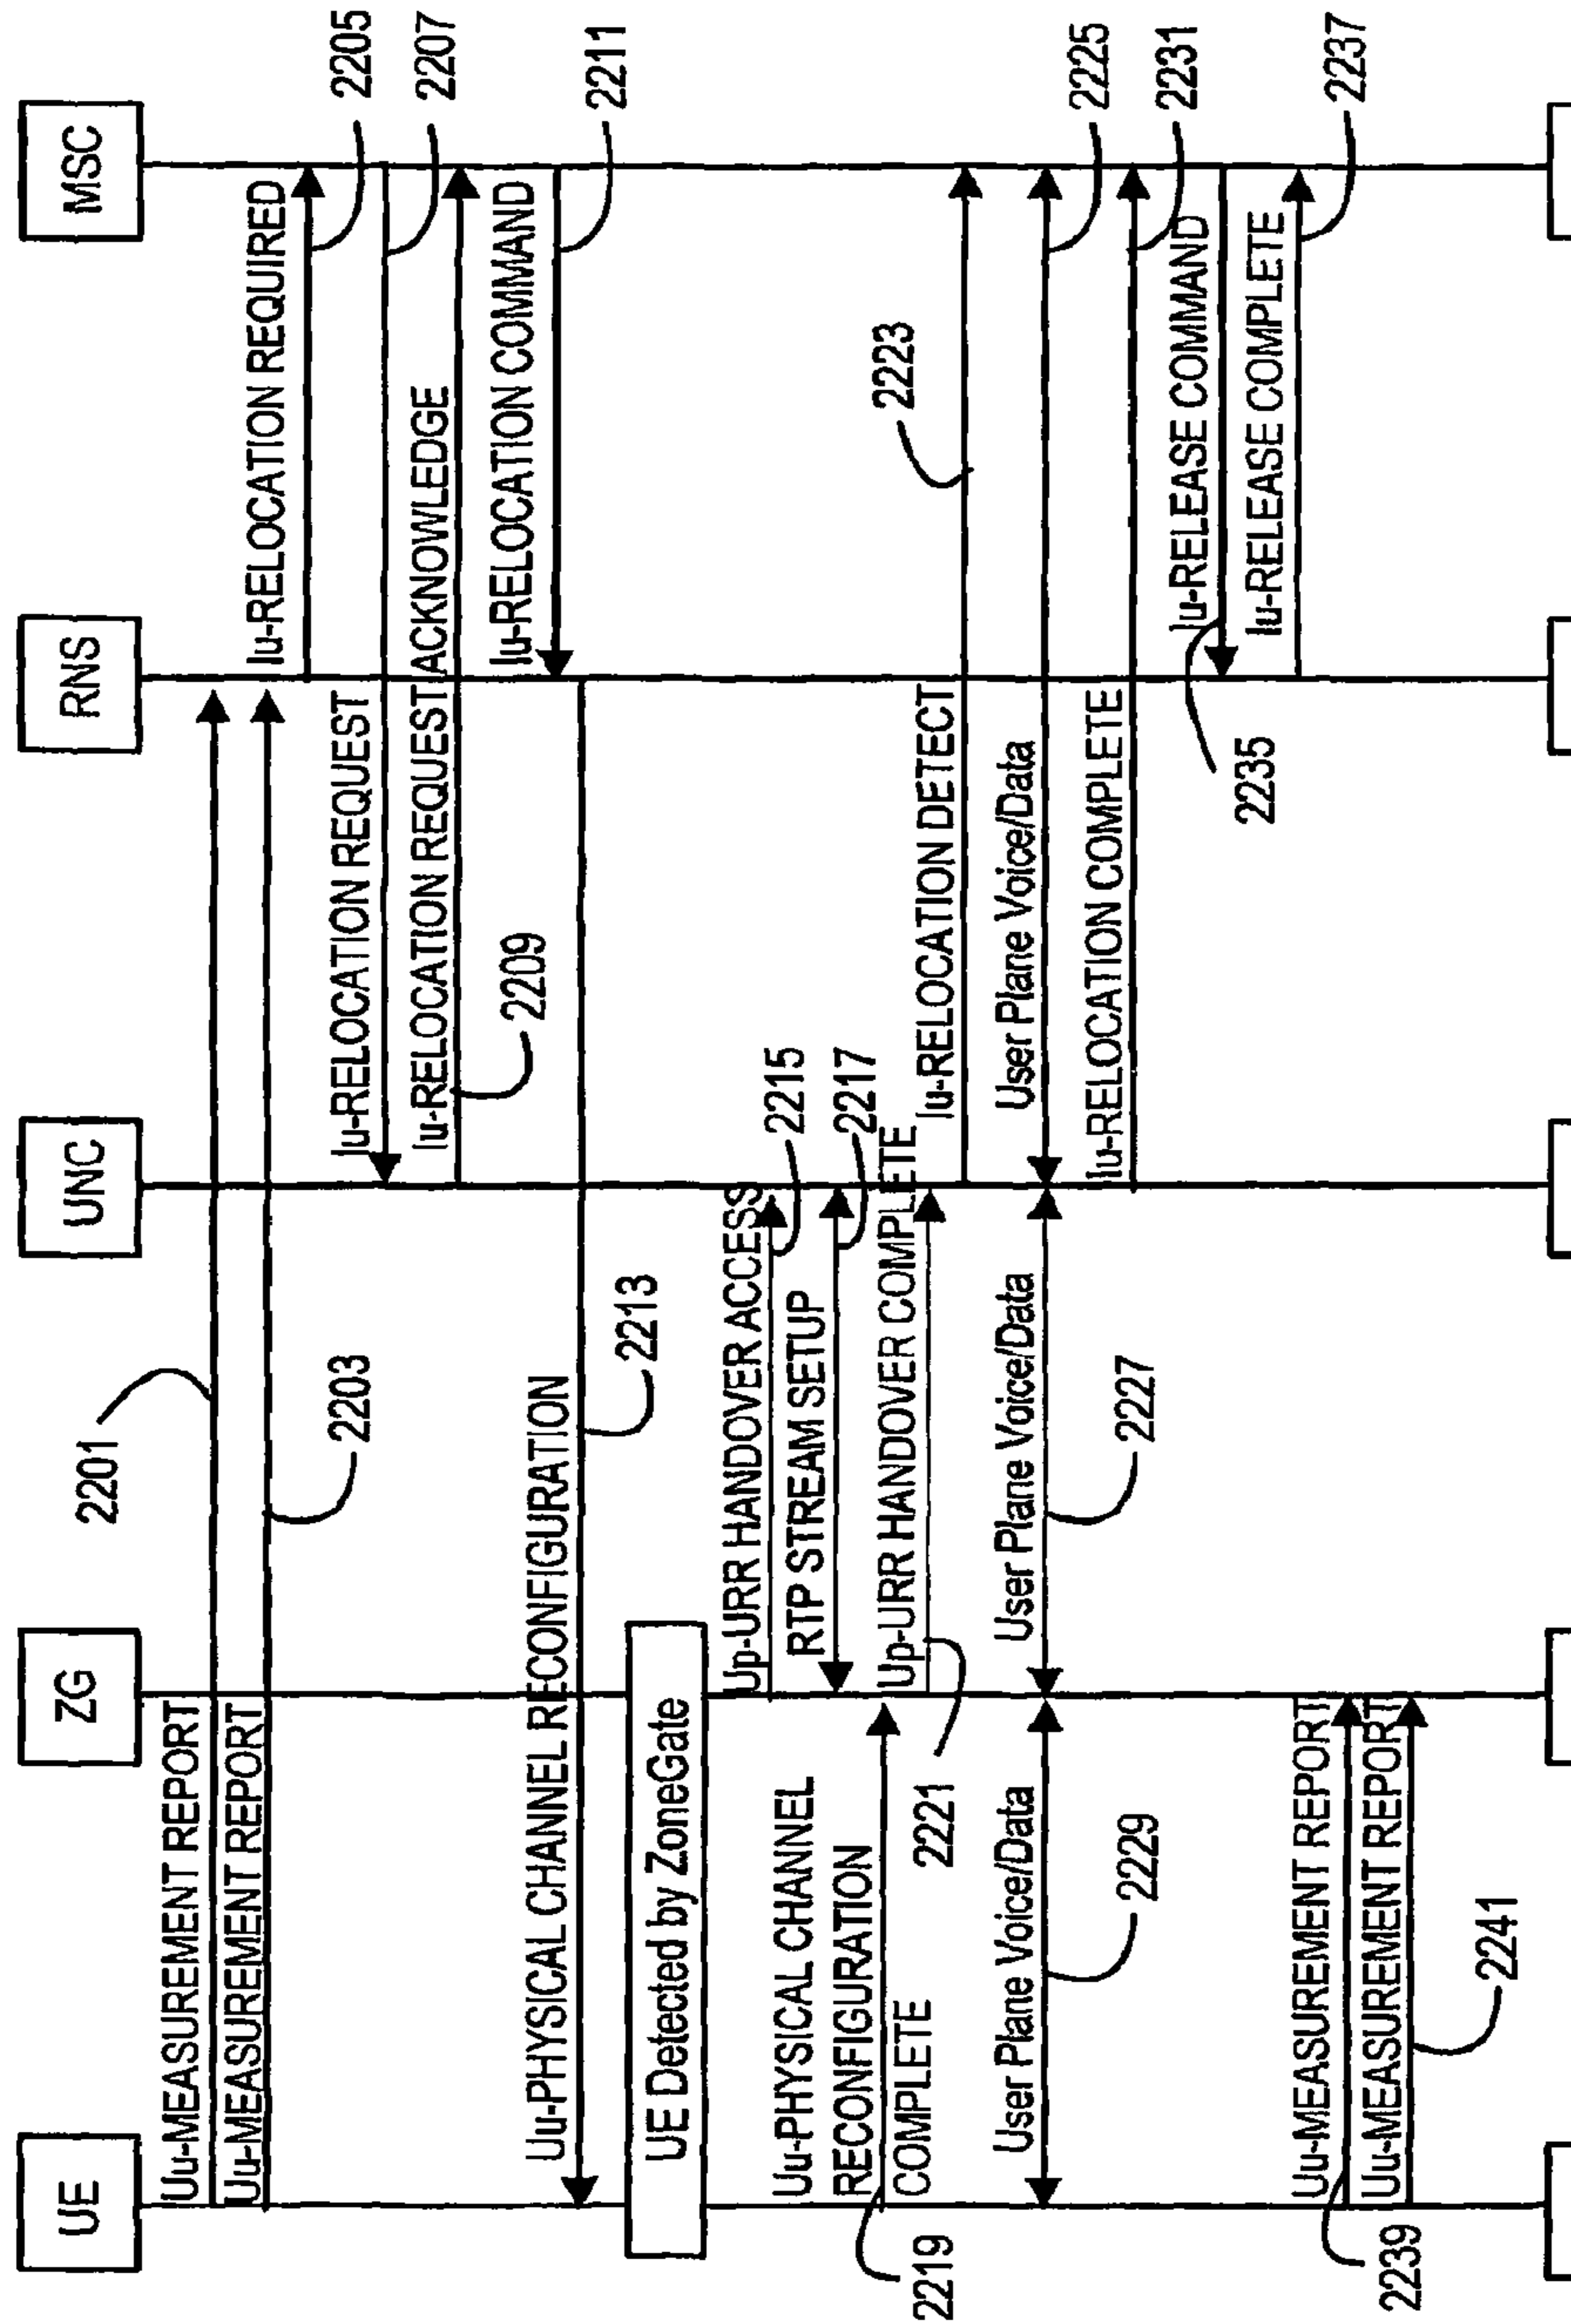 UE
ZG
UNC
RNS
MSC
2201
Uu-MEASUREMENT REPORT
Uu-MEASUREMENT REPORT
2203
Iu-RELOCATION REQUIRED
2205
Iu-RELOCATION REQUEST
2207
Iu-RELOCATION REQUEST ACKNOWLEDGE
2209
Iu-RELOCATION COMMAND
2211
Uu-PHYSICAL CHANNEL RECONFIGURATION
2213
UE Detected by ZoneGate
Up-URR HANDOVER ACCESS
2215
RTP STREAM SETUP
2217
Uu-PHYSICAL CHANNEL
RECONFIGURATION
COMPLETE
2219
Up-URR HANDOVER COMPLETE
2221
Iu-RELOCATION DETECT
2223
User Plane Voice/Data
2229
User Plane Voice/Data
2227
User Plane Voice/Data
2225
Iu-RELOCATION COMPLETE
2231
Iu-RELEASE COMMAND
2235
Iu-RELEASE COMPLETE
2237
Uu-MEASUREMENT REPORT
2239
Uu-MEASUREMENT REPORT
2241